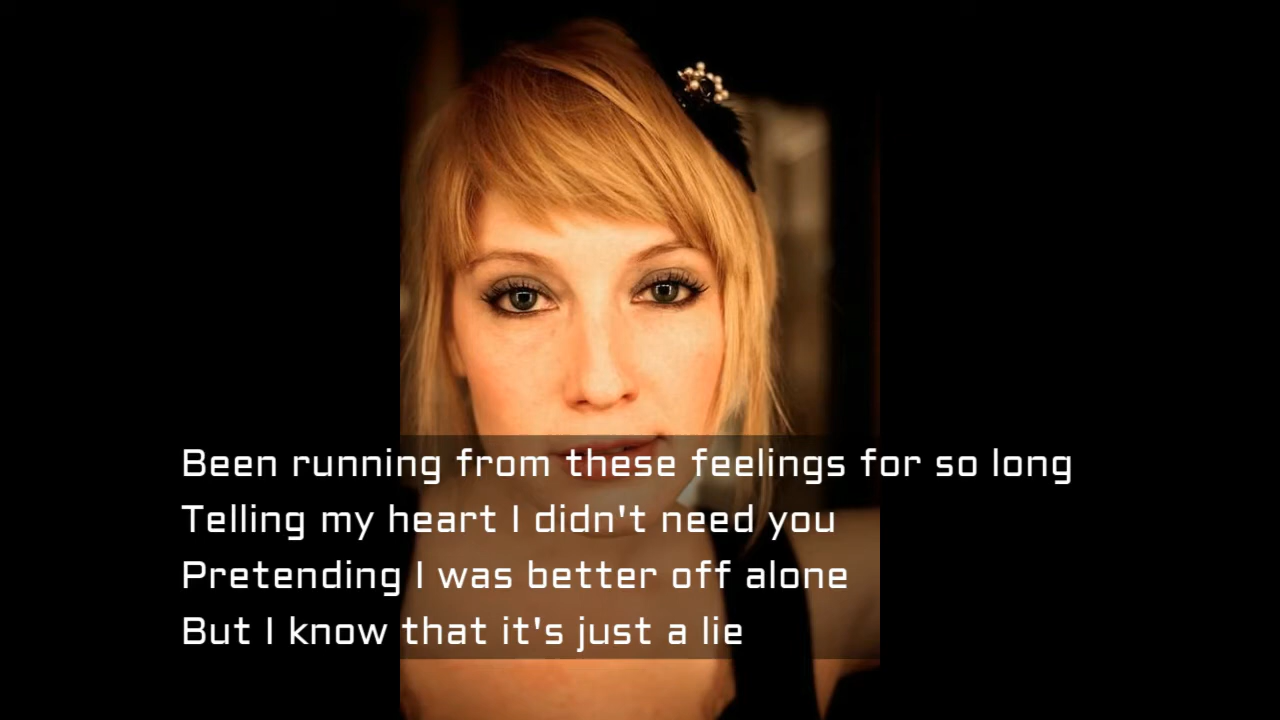 Been running from these feelings for so long
Telling my heart I didn't need you
Pretending I was better off alone
But I know that it's just a lie